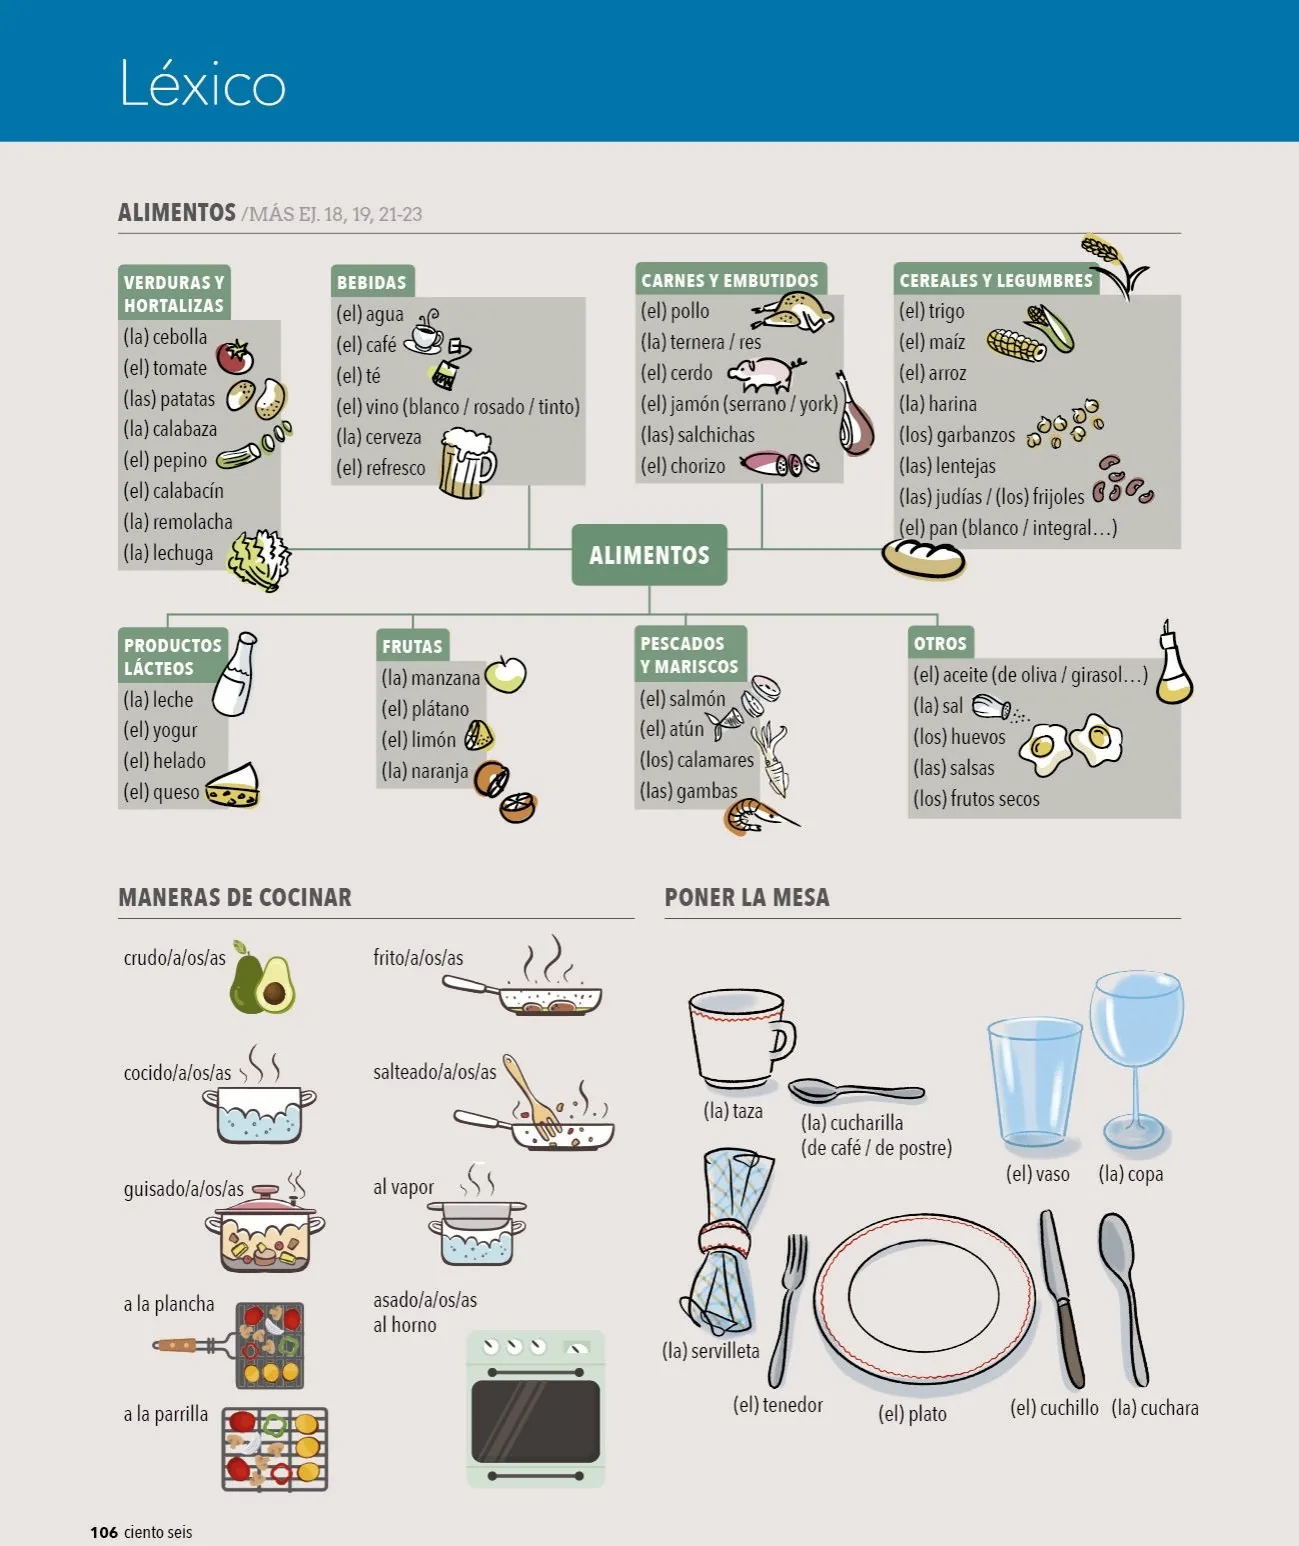 Léxico
ALIMENTOS /MÁS EJ. 18, 19, 21-23
VERDURAS Y
HORTALIZAS
(la) cebolla
(el) tomate
(las) patatas
(la) calabaza
(el) pepino
(el) calabacín
(la) remolacha
(la) lechuga
BEBIDAS
(el) agua
(el) café
(el) té
(el) vino (blanco / rosado / tinto)
(la) cerveza
(el) refresco
CARNES Y EMBUTIDOS
(el) pollo
(la) ternera / res
(el) cerdo
(el) jamón (serrano / york)
(las) salchichas
(el) chorizo
CEREALES Y LEGUMBRES
(el) trigo
(el) maíz
(el) arroz
(la) harina
(los) garbanzos
(las) lentejas
(las) judías / (los) frijoles
(el) pan (blanco / integral…)
ALIMENTOS
PRODUCTOS
LÁCTEOS
(la) leche
(el) yogur
(el) helado
(el) queso
FRUTAS
(la) manzana
(el) plátano
(el) limón
(la) naranja
PESCADOS
Y MARISCOS
(el) salmón
(el) atún
(los) calamares
(las) gambas
OTROS
(el) aceite (de oliva / girasol…)
(la) sal
(los) huevos
(las) salsas
(los) frutos secos
MANERAS DE COCINAR
crudo/a/os/as
frito/a/os/as
cocido/a/os/as
salteado/a/os/as
guisado/a/os/as
al vapor
a la plancha
asado/a/os/as
al horno
a la parrilla
PONER LA MESA
(la) taza
(la) cucharilla
(de café / de postre)
(el) vaso
(la) copa
(la) servilleta
(el) tenedor
(el) plato
(el) cuchillo
(la) cuchara
106 ciento seis